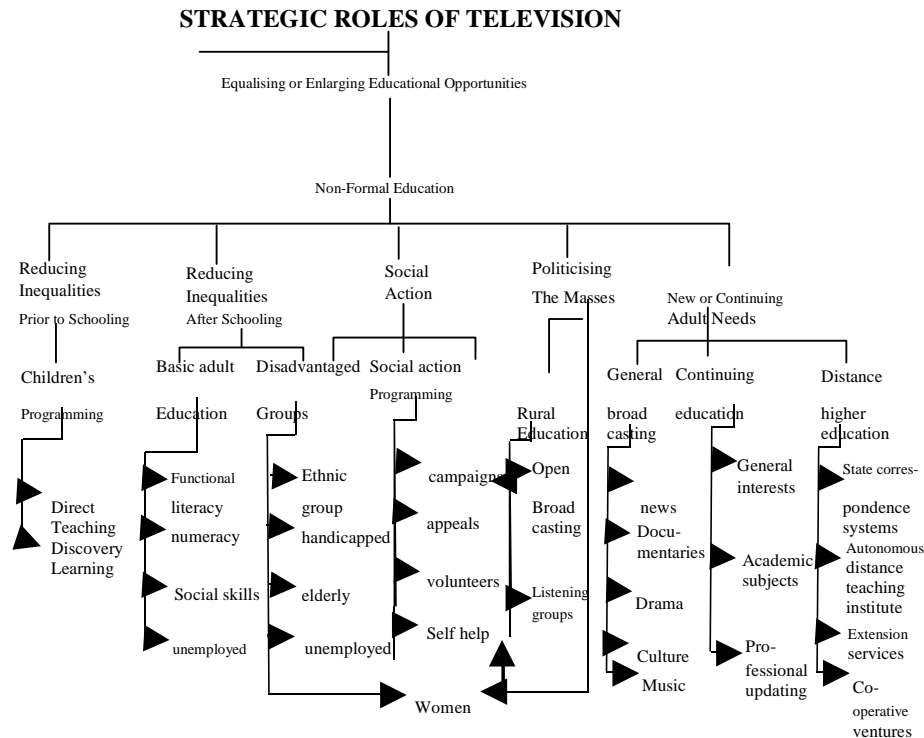 STRATEGIC ROLES OF TELEVISION
Equalising or Enlarging Educational Opportunities
Non-Formal Education
Reducing
Inequalities
Prior to Schooling
Children's
Programming
Direct
Teaching
Discovery
Learning
Reducing
Inequalities
After Schooling
Basic adult
Education
Functional
literacy
numeracy
Social skills
unemployed
Disadvantaged
Groups
Ethnic
group
handicapped
elderly
unemployed
Social
Action
Social action
Programming
campaigns
appeals
volunteers
Self help
Women
Politicising
The Masses
Rural
Education
Open
Broad
casting
Listening
groups
New or Continuing
Adult Needs
General
broad
casting
news
Docu-
mentaries
Drama
Culture
Music
Continuing
education
General
interests
Academic
subjects
Pro-
fessional
updating
Distance
higher
education
State corres-
pondence
systems
Autonomous
distance
teaching
institute
Extension
services
Co-
operative
ventures